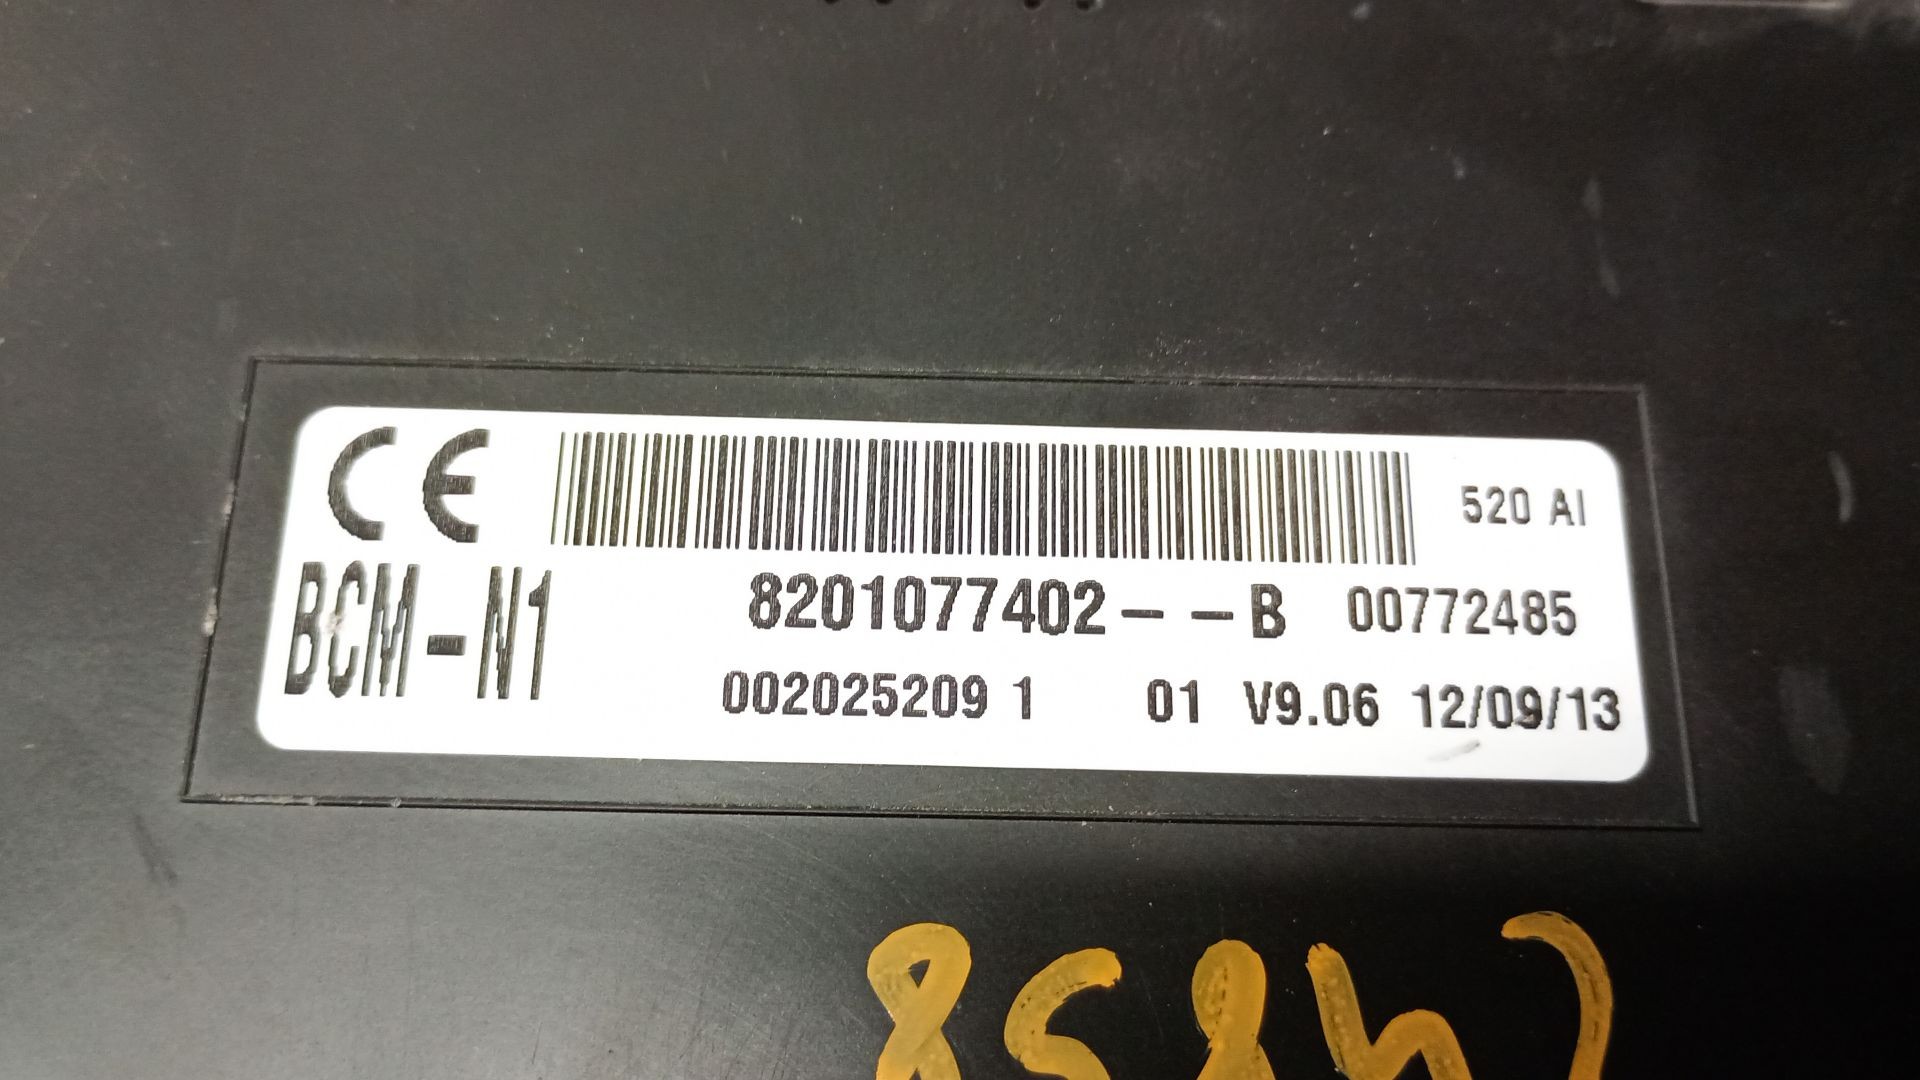 CE 520 AI
BCM-N1 8201077402--B 00772485
002025209 1 01 V9.06 12/09/13